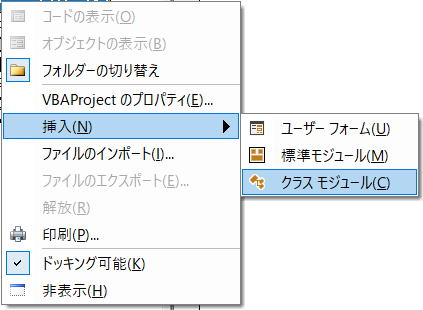 コードの表示(O)
オブジェクトの表示(B)
フォルダーの切り替え
VBAProject のプロパティ(E)...
挿入(N)
ファイルのインポート(I)...
ファイルのエクスポート(E)...
解放(R)
印刷(P)...
ドッキング可能(K)
非表示(H)
ユーザー フォーム(U)
標準モジュール(M)
クラス モジュール(C)